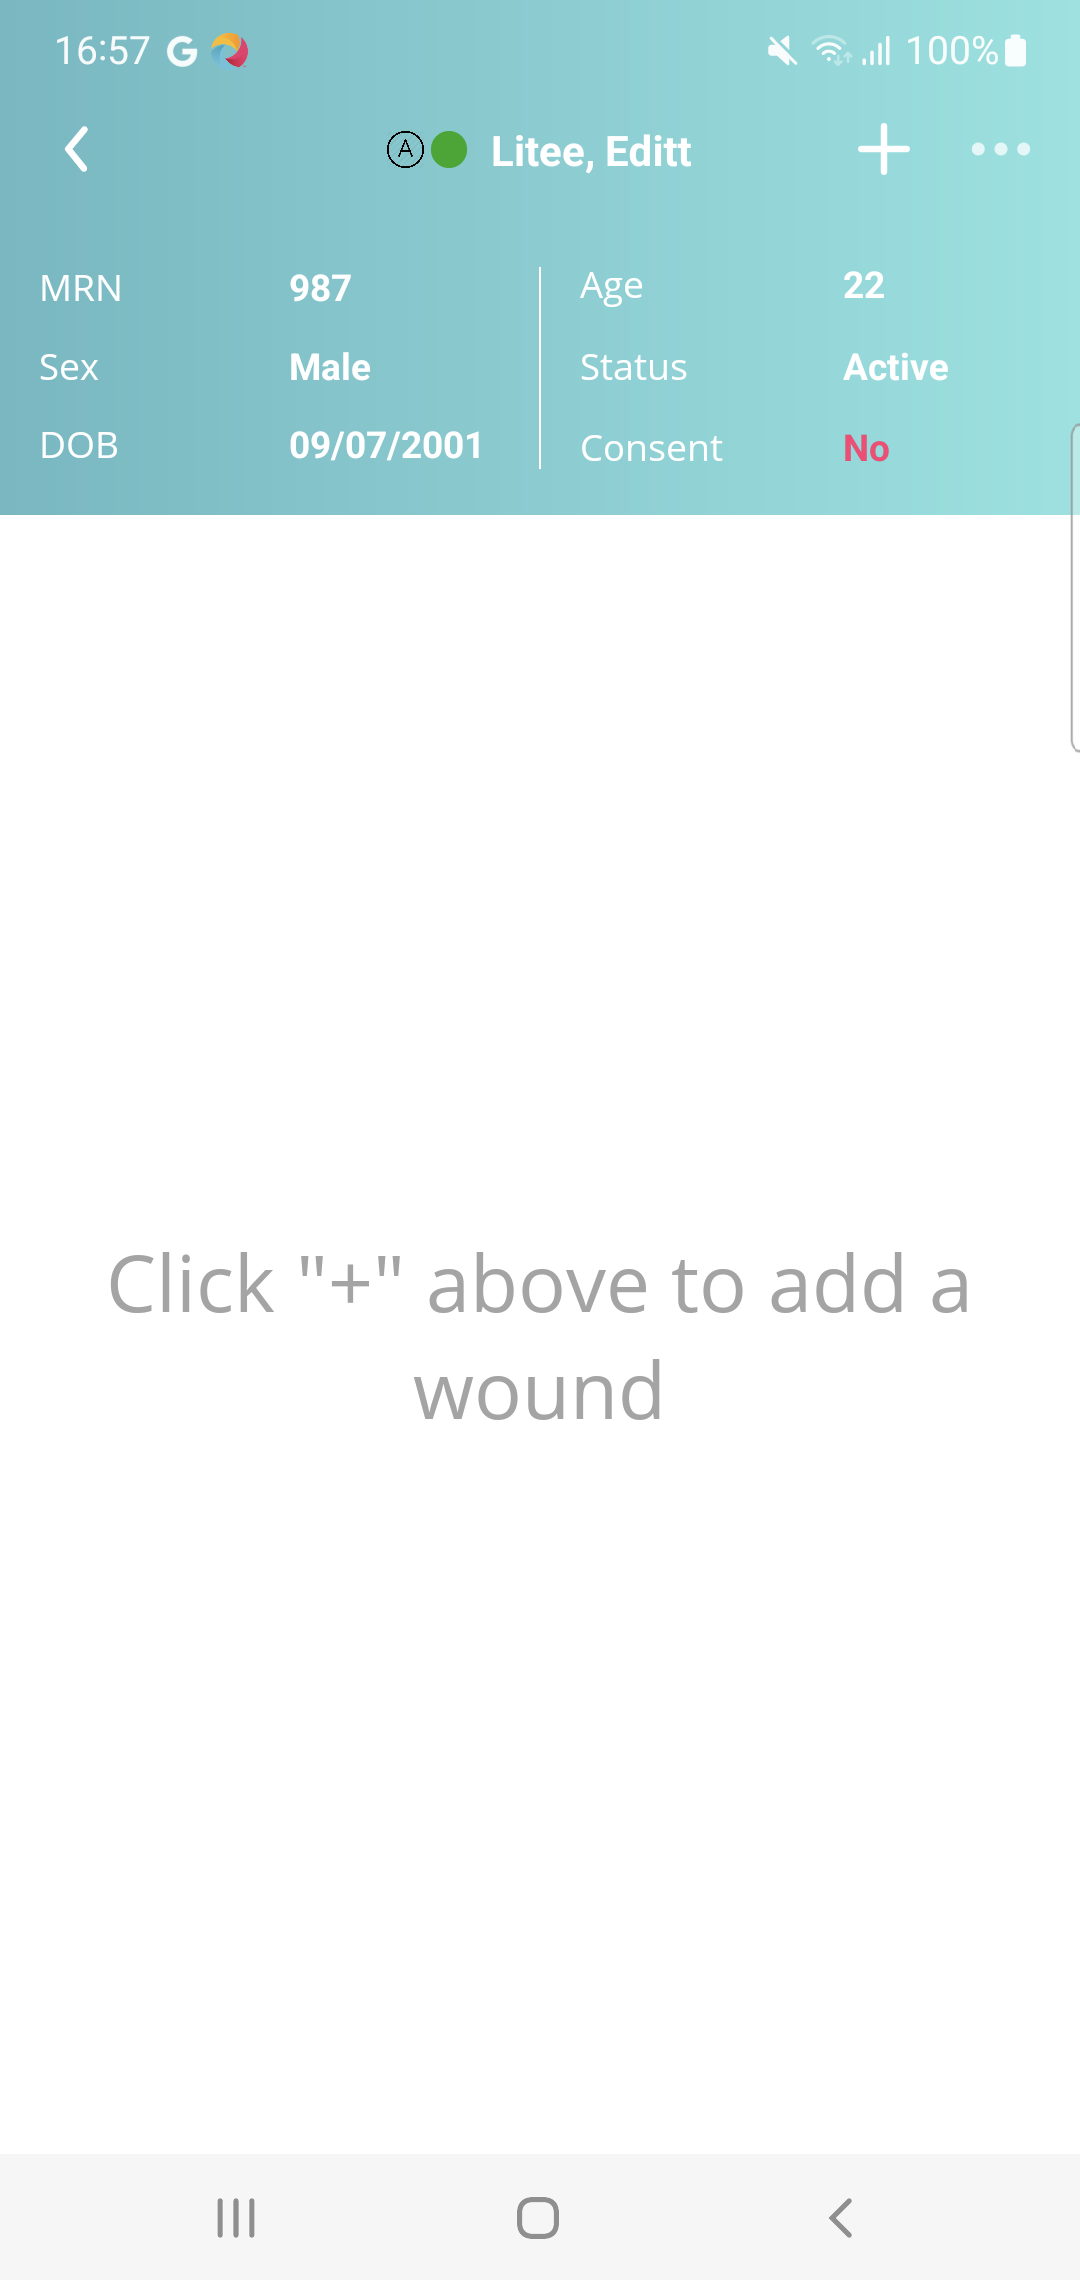 16:57 G 100%
A Litee, Editt
MRN 987 Age 22
Sex Male Status Active
DOB 09/07/2001 Consent No
Click "+" above to add a
wound